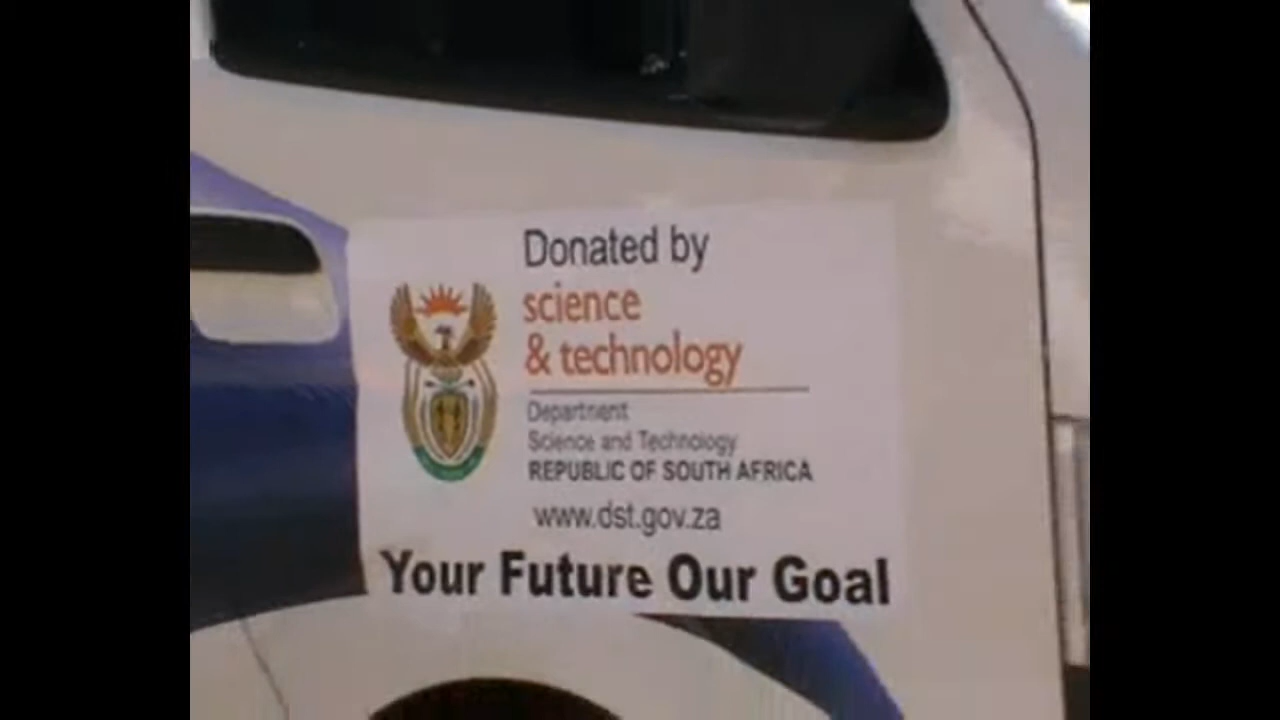 Donated by
science
& technology
Department
Science and Technology
REPUBLIC OF SOUTH AFRICA
www.dst.gov.za
Your Future Our Goal